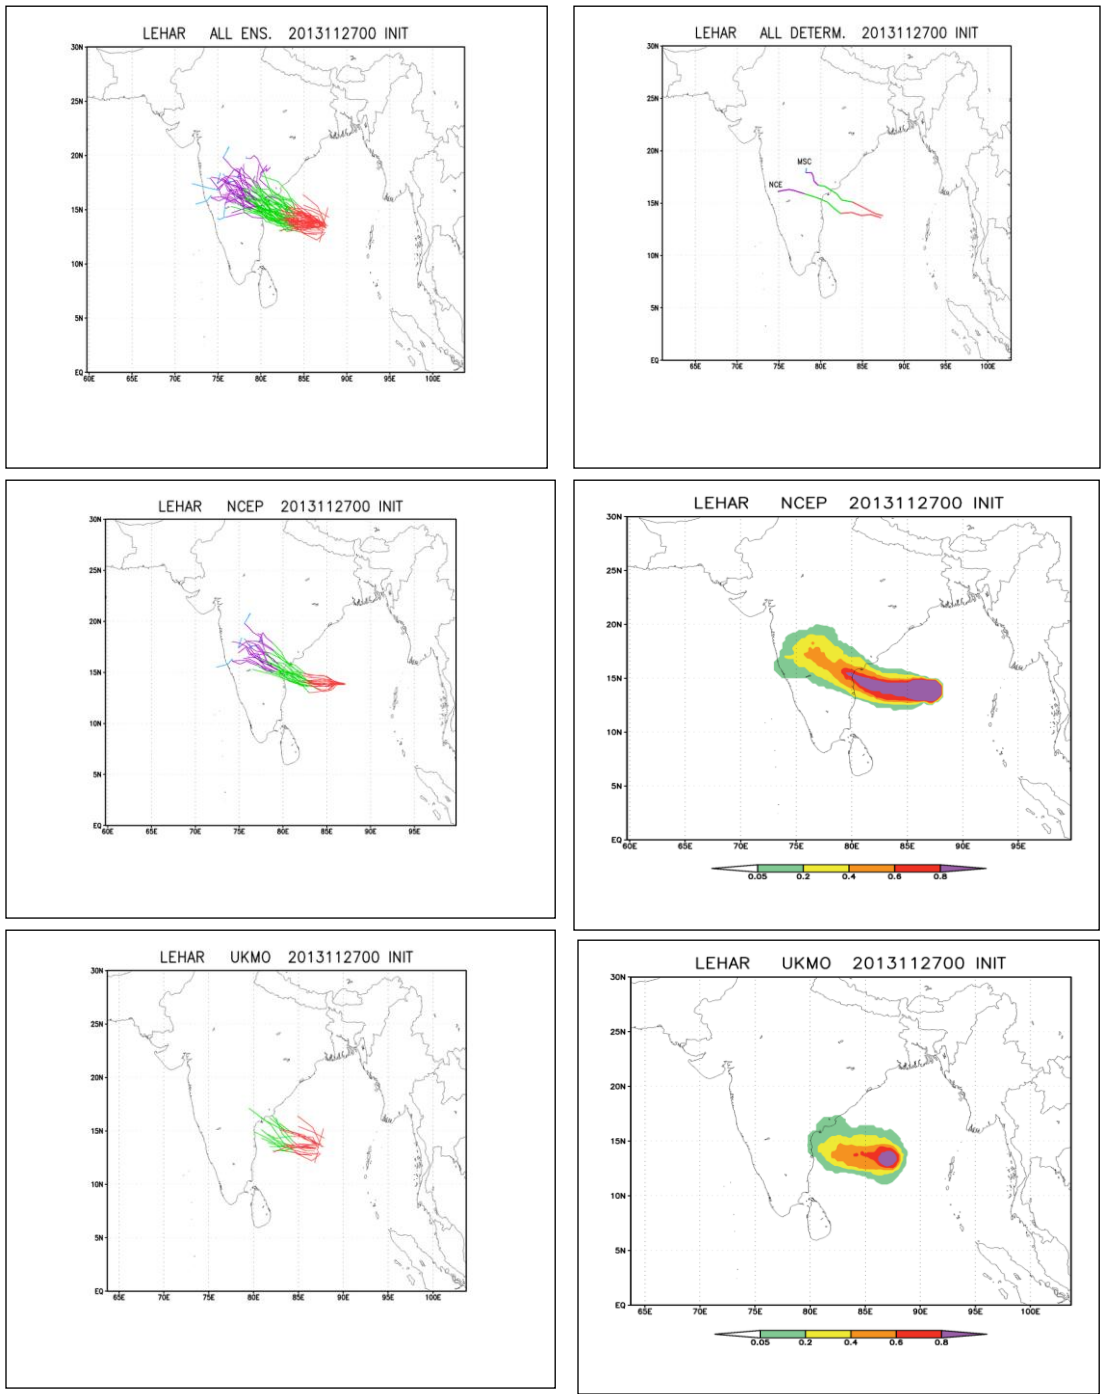 LEHAR ALL ENS. 2013112700 INIT
30N
25N
20N
15N
10N
5N
EQ
60E 65E 70E 75E 80E 85E 90E 95E 100E
LEHAR ALL DETERM. 2013112700 INIT
30N
25N
20N
MSC
NCE
15N
10N
5N
EQ
65E 70E 75E 80E 85E 90E 95E 100E
LEHAR NCEP 2013112700 INIT
30N
25N
20N
15N
10N
5N
EQ
60E 65E 70E 75E 80E 85E 90E 95E
LEHAR NCEP 2013112700 INIT
30N
25N
20N
15N
10N
5N
EQ
60E 65E 70E 75E 80E 85E 90E 95E
0.05 0.2 0.4 0.6 0.8
LEHAR UKMO 2013112700 INIT
30N
25N
20N
15N
10N
5N
EQ
65E 70E 75E 80E 85E 90E 95E 100E
LEHAR UKMO 2013112700 INIT
30N
25N
20N
15N
10N
5N
EQ
65E 70E 75E 80E 85E 90E 95E 100E
0.05 0.2 0.4 0.6 0.8